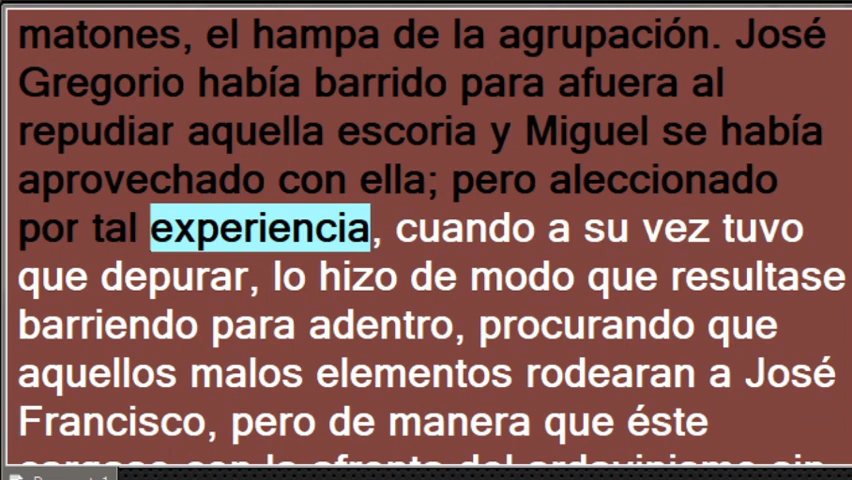 matones, el hampa de la agrupación. José
Gregorio había barrido para afuera al
repudiar aquella escoria y Miguel se había
aprovechado con ella; pero aleccionado
por tal experiencia, cuando a su vez tuvo
que depurar, lo hizo de modo que resultase
barriendo para adentro, procurando que
aquellos malos elementos rodearan a José
Francisco, pero de manera que éste